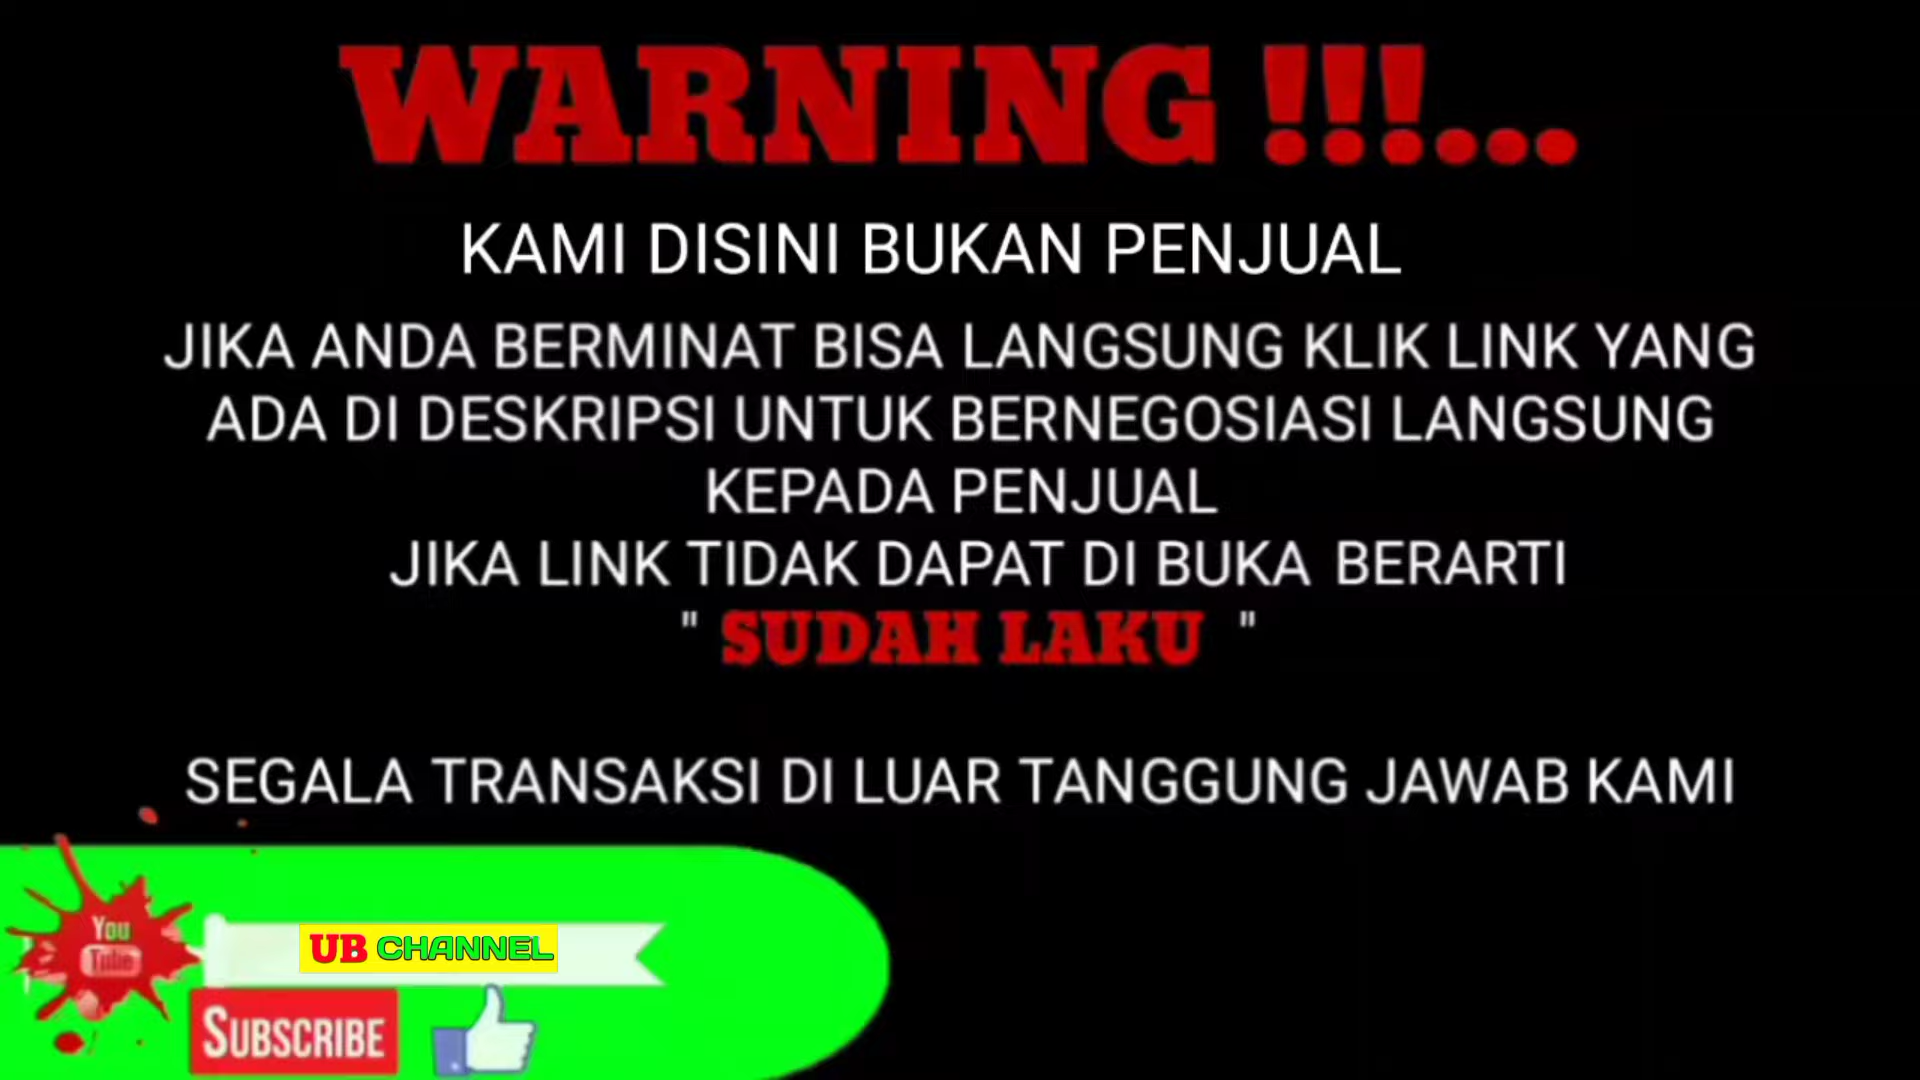 WARNING !!!...
KAMI DISINI BUKAN PENJUAL
JIKA ANDA BERMINAT BISA LANGSUNG KLIK LINK YANG
ADA DI DESKRIPSI UNTUK BERNEGOSIASI LANGSUNG
KEPADA PENJUAL
JIKA LINK TIDAK DAPAT DI BUKA BERARTI
" SUDAH LAKU "
SEGALA TRANSAKSI DI LUAR TANGGUNG JAWAB KAMI
You
Tube
UB CHANNEL
SUBSCRIBE